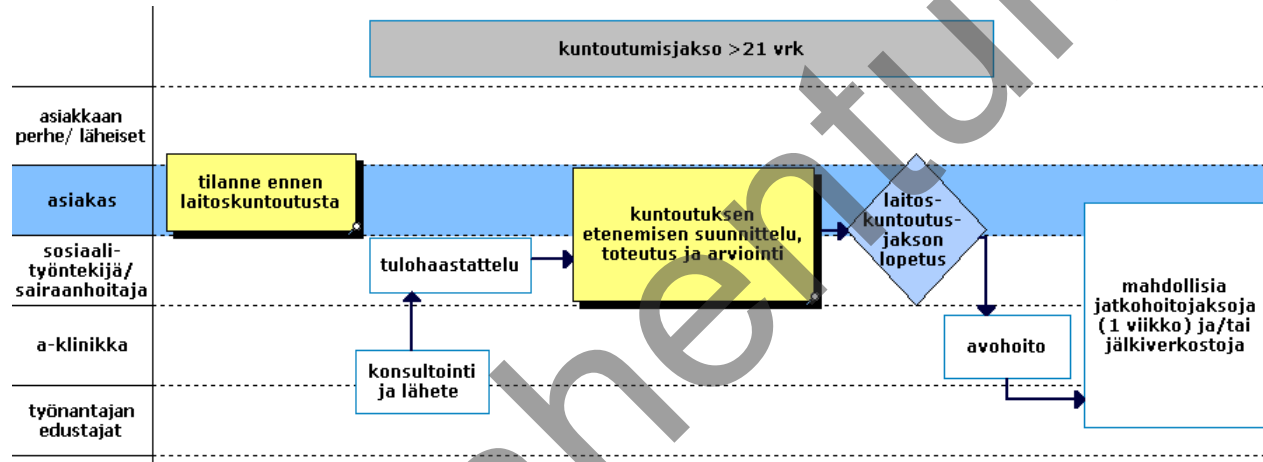 kuntoutumisjakso >21 vrk
asiakkaan
perhe/ läheiset
asiakas
tilanne ennen
laitoskuntoutusta
kuntoutuksen
etenemisen suunnittelu,
toteutus ja arviointi
laitos-
kuntoutus-
jakson
lopetus
sosiaali-
työntekijä/
sairaanhoitaja
tulohaastattelu
mahdollisia
jatkohoitojaksoja
(1 viikko) ja/tai
jälkiverkostoja
a-klinikka
konsultointi
ja lähete
avohoito
työnantajan
edustajat